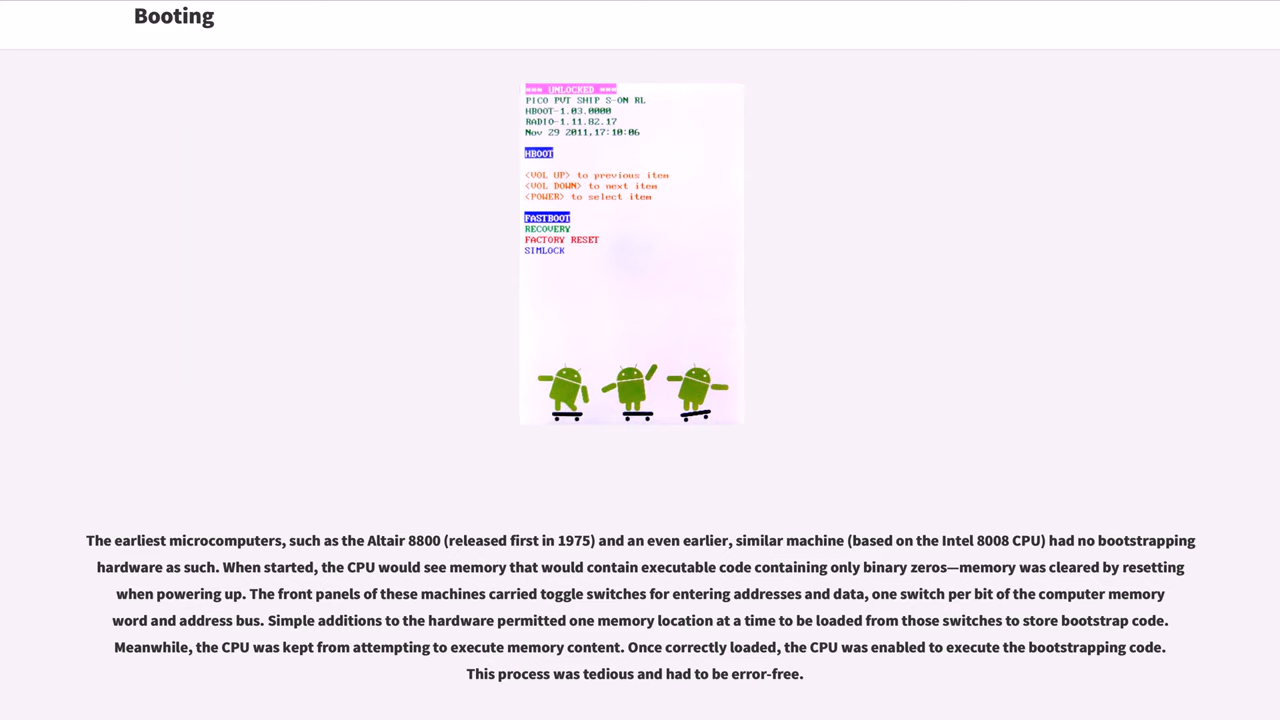 Booting
*** UNLOCKED ***
PICO PVT SHIP S-ON RL
HBOOT-1.03.0000
RADIO-1.11.82.17
Nov 29 2011,17:10:06
HBOOT
<VOL UP> to previous item
<VOL DOWN> to next item
<POWER> to select item
FASTBOOT
RECOVERY
FACTORY RESET
SIMLOCK
The earliest microcomputers, such as the Altair 8800 (released first in 1975) and an even earlier, similar machine (based on the Intel 8008 CPU) had no bootstrapping
hardware as such. When started, the CPU would see memory that would contain executable code containing only binary zeros—memory was cleared by resetting
when powering up. The front panels of these machines carried toggle switches for entering addresses and data, one switch per bit of the computer memory
word and address bus. Simple additions to the hardware permitted one memory location at a time to be loaded from those switches to store bootstrap code.
Meanwhile, the CPU was kept from attempting to execute memory content. Once correctly loaded, the CPU was enabled to execute the bootstrapping code.
This process was tedious and had to be error-free.